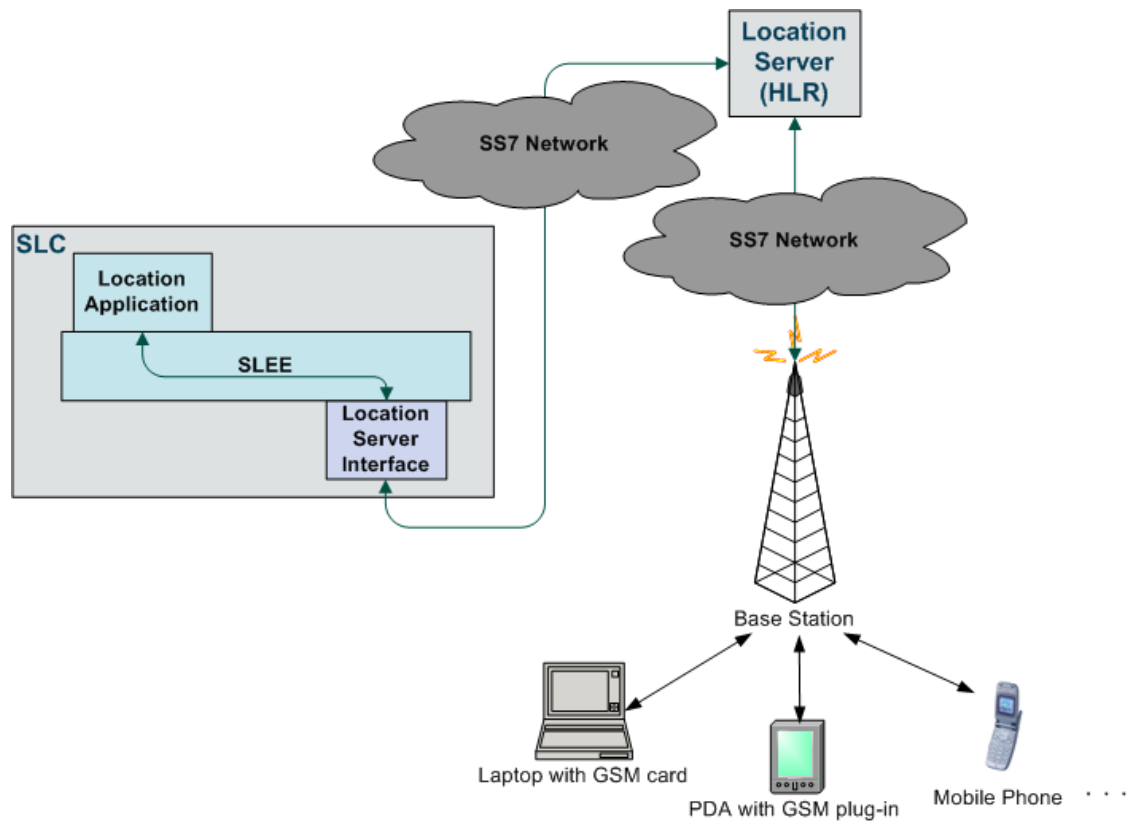 Location
Server
(HLR)
SS7 Network
SS7 Network
SLC
Location
Application
SLEE
Location
Server
Interface
Base Station
Laptop with GSM card
PDA with GSM plug-in
Mobile Phone . . .